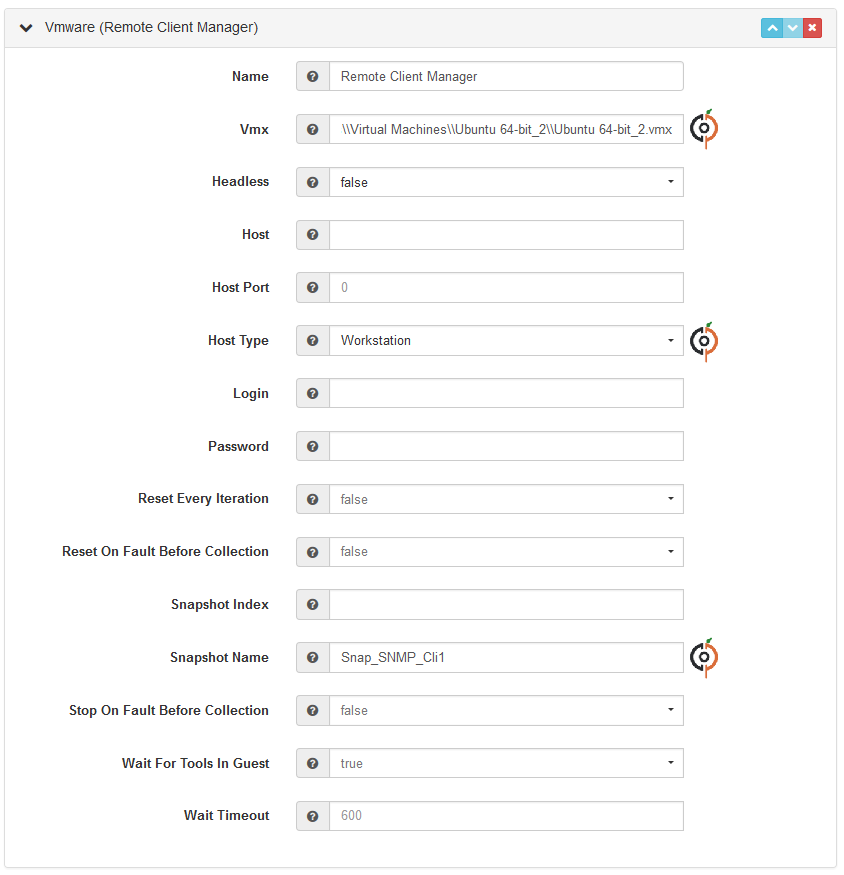 Vmware (Remote Client Manager)
Name Remote Client Manager
Vmx \\Virtual Machines\\Ubuntu 64-bit_2\\Ubuntu 64-bit_2.vmx
Headless false
Host
Host Port 0
Host Type Workstation
Login
Password
Reset Every Iteration false
Reset On Fault Before Collection false
Snapshot Index
Snapshot Name Snap_SNMP_Cli1
Stop On Fault Before Collection false
Wait For Tools In Guest true
Wait Timeout 600